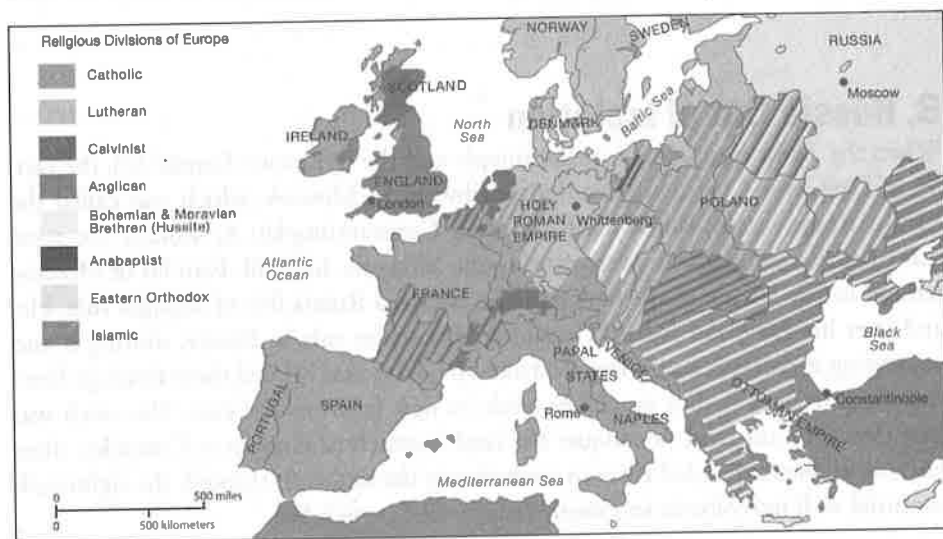 Religious Divisions of Europe
Catholic
Lutheran
Calvinist
Anglican
Bohemian & Moravian
Brethren (Hussite)
Anabaptist
Eastern Orthodox
Islamic
NORWAY
SWEDEN
RUSSIA
Moscow
SCOTLAND
North
Sea
Baltic Sea
DENMARK
IRELAND
ENGLAND
London
HOLY
ROMAN
EMPIRE
Whittenberg
POLAND
Atlantic
Ocean
FRANCE
Black
Sea
PAPAL
STATES
VENICE
OTTOMAN EMPIRE
Constantinople
PORTUGAL
SPAIN
Rome
NAPLES
Mediterranean Sea
0
500 miles
0
500 kilometers